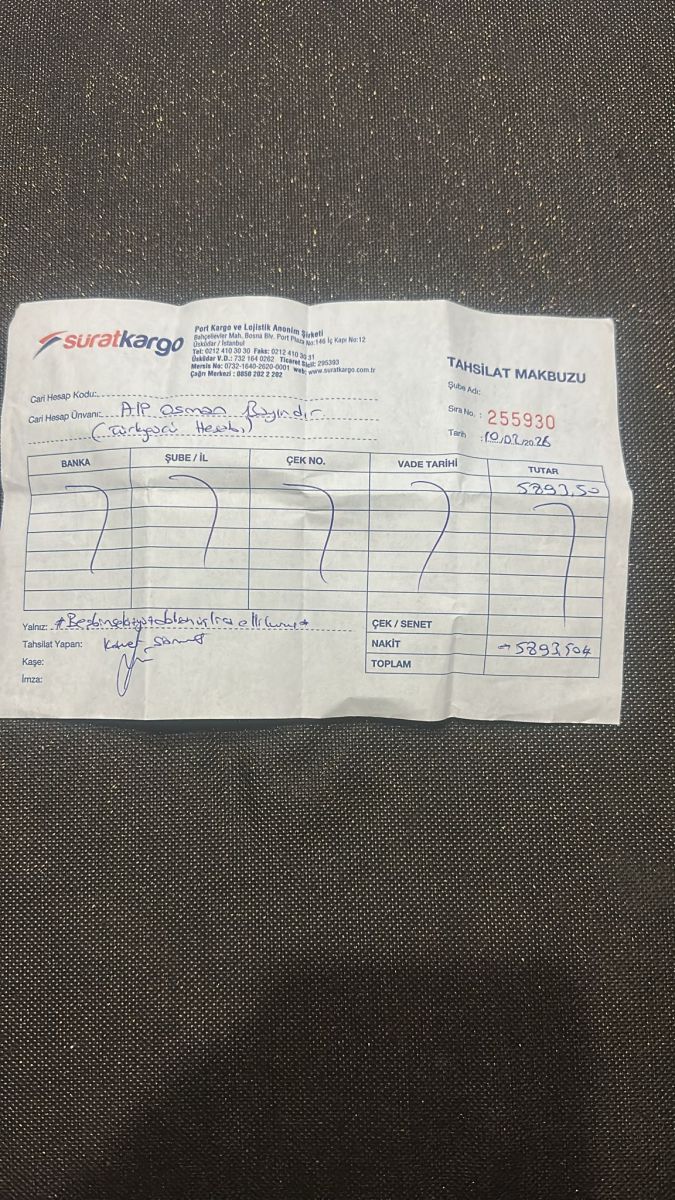 süratkargo
Port Kargo ve Lojistik Anonim Şirketi
Bahçelievler Mah. Bosna Blv. Port Plaza No:146 İç Kapı No:12
Üsküdar / İstanbul
Tel: 0212 410 30 30 Faks: 0212 410 30 31
Üsküdar V.D.: 732 164 0262 Ticaret Sicil: 295393
Mersis No: 0732-1640-2620-0001 web: www.suratkargo.com.tr
Çağrı Merkezi : 0850 202 2 202
TAHSİLAT MAKBUZU
Şube Adı:
Sıra No. : 255930
Tarih :10/02/2026
Cari Hesap Kodu:
Cari Hesap Ünvanı: Alp Osman Bayındır
(Türkgücü Hesabı)
BANKA ŞUBE / İL ÇEK NO. VADE TARİHİ TUTAR
5893,50
Yalnız:
Tahsilat Yapan:
Kaşe:
İmza:
ÇEK / SENET
NAKİT 5893,50
TOPLAM